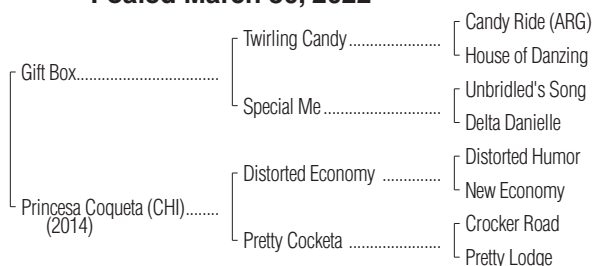 Foaled March 30, 2022
Candy Ride (ARG)
Twirling Candy
House of Danzing
Gift Box
Unbridled's Song
Special Me
Delta Danielle
Distorted Humor
Distorted Economy
New Economy
Princesa Coqueta (CHI)
(2014)
Crocker Road
Pretty Cocketa
Pretty Lodge